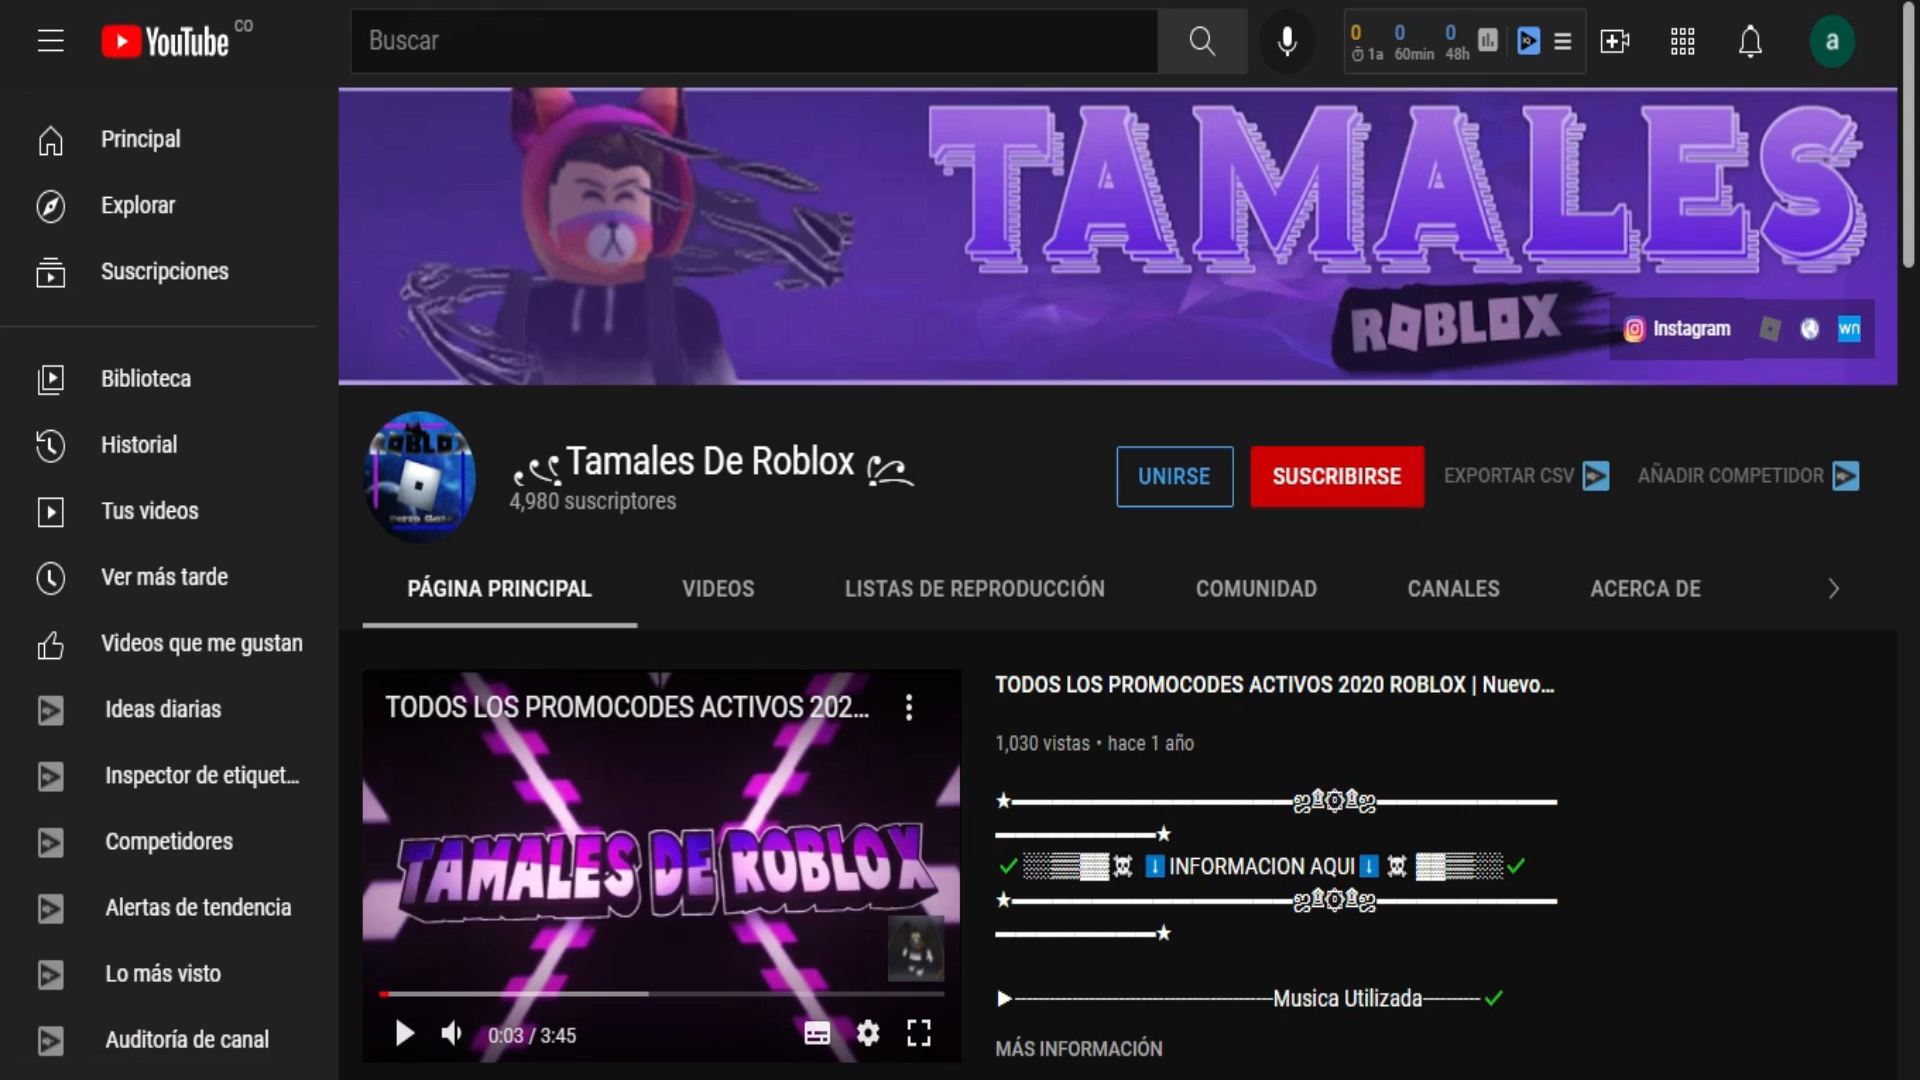 YouTube CO
Buscar
0 0 0
1a 60min 48h
a
Principal
Explorar
Suscripciones
Biblioteca
Historial
Tus videos
Ver más tarde
Videos que me gustan
Ideas diarias
Inspector de etiquet...
Competidores
Alertas de tendencia
Lo más visto
Auditoría de canal
TAMALES
ROBLOX
Instagram wn
ROBLOX
Tamales De Roblox
4,980 suscriptores
UNIRSE
SUSCRIBIRSE
EXPORTAR CSV
AÑADIR COMPETIDOR
PÁGINA PRINCIPAL
VIDEOS
LISTAS DE REPRODUCCIÓN
COMUNIDAD
CANALES
ACERCA DE
TODOS LOS PROMOCODES ACTIVOS 202...
TAMALES DE ROBLOX
0:03 / 3:45
TODOS LOS PROMOCODES ACTIVOS 2020 ROBLOX | Nuevo...
1,030 vistas • hace 1 año
★━━━━━━━━━━━━━━ஜ۩۞۩ஜ━━━━━━━━━
━━━━━━━━★
✓░▒▓☠ ⬇INFORMACION AQUI⬇ ☠ ▓▒░✓
★━━━━━━━━━━━━━━ஜ۩۞۩ஜ━━━━━━━━━
━━━━━━━━★
▶-----------------------------Musica Utilizada---------✓
MÁS INFORMACIÓN